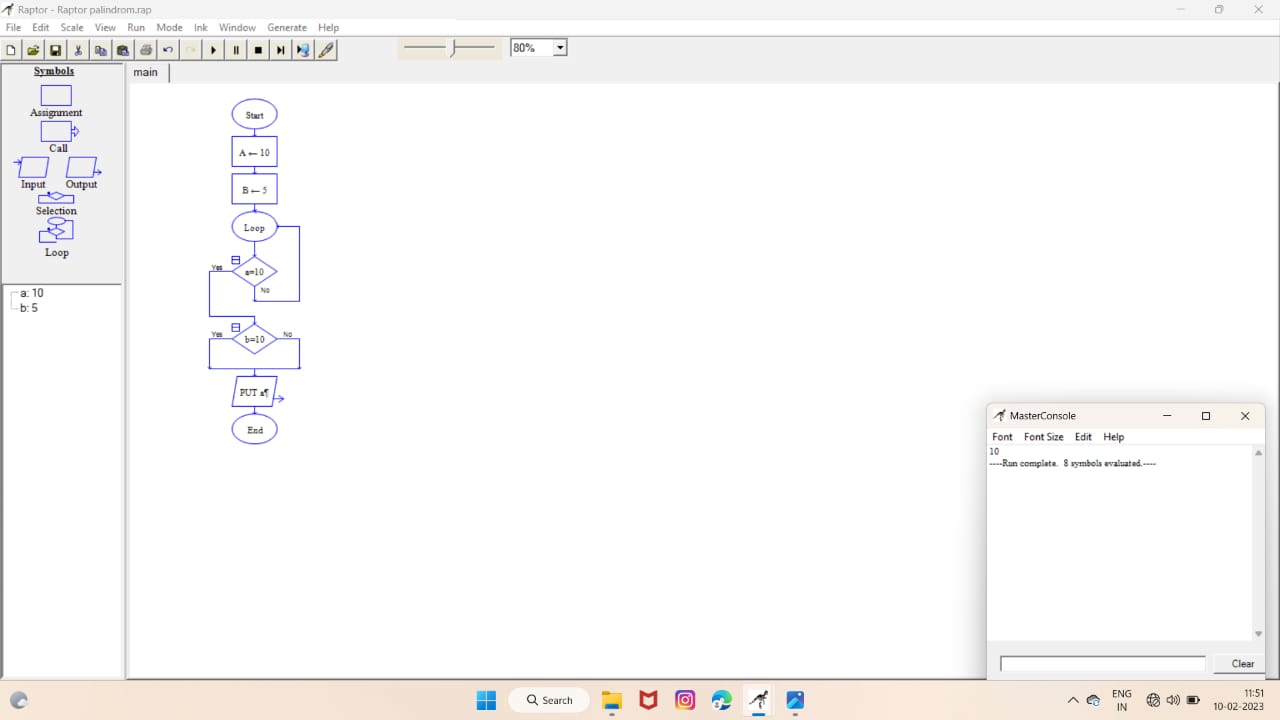 Raptor - Raptor palindrom.rap
File Edit Scale View Run Mode Ink Window Generate Help
80%
Symbols
Assignment
Call
Input Output
Selection
Loop
a: 10
b: 5
main
Start
A ← 10
B ← 5
Loop
Yes a=10
No
Yes b=10 No
PUT a¶
End
MasterConsole
Font Font Size Edit Help
10
----Run complete. 8 symbols evaluated.----
Clear
Search
ENG
IN
11:51
10-02-2023